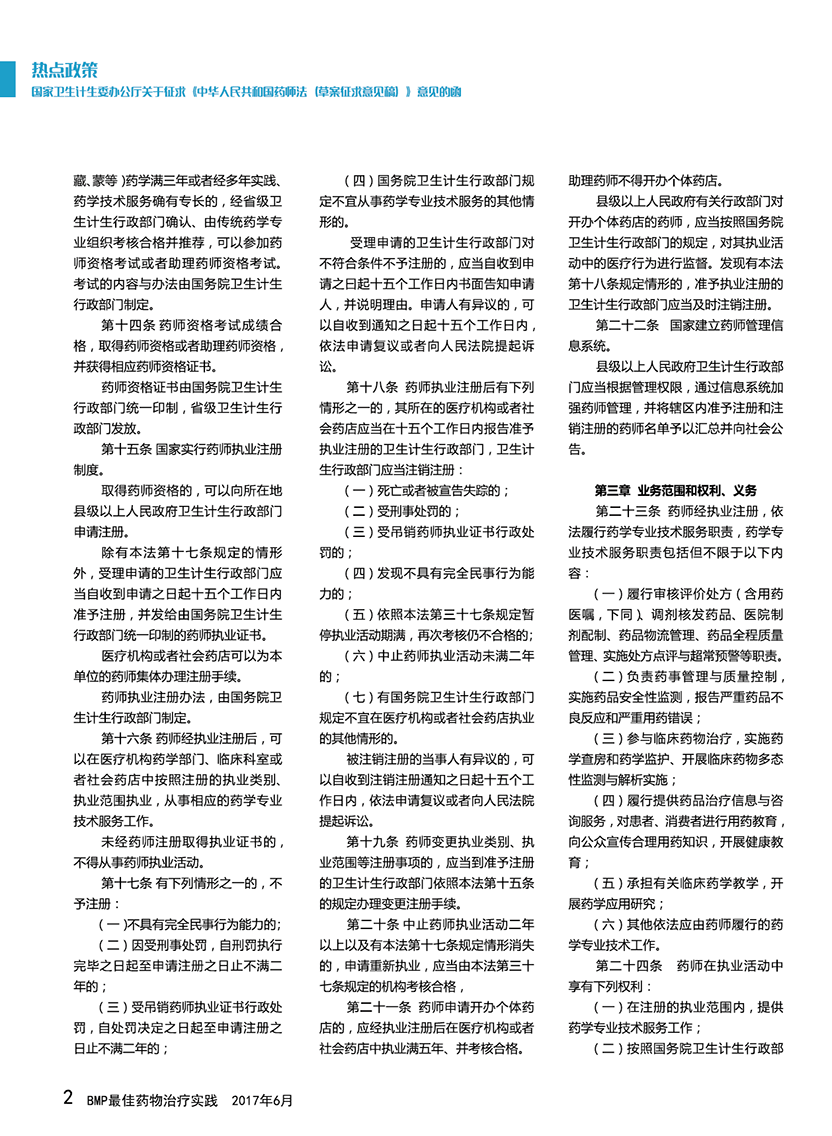 热点政策
国家卫生计生委办公厅关于征求《中华人民共和国药师法（草案征求意见稿）》意见的函
藏、蒙等）药学满三年或者经多年实践、
药学技术服务确有专长的，经省级卫
生计生行政部门确认、由传统药学专
业组织考核合格并推荐，可以参加药
师资格考试或者助理药师资格考试。
考试的内容与办法由国务院卫生计生
行政部门制定。
第十四条 药师资格考试成绩合
格，取得药师资格或者助理药师资格，
并获得相应药师资格证书。
药师资格证书由国务院卫生计生
行政部门统一印制，省级卫生计生行
政部门发放。
第十五条 国家实行药师执业注册
制度。
取得药师资格的，可以向所在地
县级以上人民政府卫生计生行政部门
申请注册。
除有本法第十七条规定的情形
外，受理申请的卫生计生行政部门应
当自收到申请之日起十五个工作日内
准予注册，并发给由国务院卫生计生
行政部门统一印制的药师执业证书。
医疗机构或者社会药店可以为本
单位的药师集体办理注册手续。
药师执业注册办法，由国务院卫
生计生行政部门制定。
第十六条 药师经执业注册后，可
以在医疗机构药学部门、临床科室或
者社会药店中按照注册的执业类别、
执业范围执业，从事相应的药学专业
技术服务工作。
未经药师注册取得执业证书的，
不得从事药师执业活动。
第十七条 有下列情形之一的，不
予注册：
（一）不具有完全民事行为能力的；
（二）因受刑事处罚，自刑罚执行
完毕之日起至申请注册之日止不满二
年的；
（三）受吊销药师执业证书行政处
罚，自处罚决定之日起至申请注册之
日止不满二年的；
（四）国务院卫生计生行政部门规
定不宜从事药学专业技术服务的其他情
形的。
受理申请的卫生计生行政部门对
不符合条件不予注册的，应当自收到申
请之日起十五个工作日内书面告知申请
人，并说明理由。申请人有异议的，可
以自收到通知之日起十五个工作日内，
依法申请复议或者向人民法院提起诉
讼。
第十八条 药师执业注册后有下列
情形之一的，其所在的医疗机构或者社
会药店应当在十五个工作日内报告准予
执业注册的卫生计生行政部门，卫生计
生行政部门应当注销注册：
（一）死亡或者被宣告失踪的；
（二）受刑事处罚的；
（三）受吊销药师执业证书行政处
罚的；
（四）发现不具有完全民事行为能
力的；
（五）依照本法第三十七条规定暂
停执业活动期满，再次考核仍不合格的；
（六）中止药师执业活动未满二年
的；
（七）有国务院卫生计生行政部门
规定不宜在医疗机构或者社会药店执业
的其他情形的。
被注销注册的当事人有异议的，可
以自收到注销注册通知之日起十五个工
作日内，依法申请复议或者向人民法院
提起诉讼。
第十九条 药师变更执业类别、执
业范围等注册事项的，应当到准予注册
的卫生计生行政部门依照本法第十五条
的规定办理变更注册手续。
第二十条 中止药师执业活动二年
以上以及有本法第十七条规定情形消失
的，申请重新执业，应当由本法第三十
七条规定的机构考核合格，
第二十一条 药师申请开办个体药
店的，应经执业注册后在医疗机构或者
社会药店中执业满五年、并考核合格。
助理药师不得开办个体药店。
县级以上人民政府有关行政部门对
开办个体药店的药师，应当按照国务院
卫生计生行政部门的规定，对其执业活
动中的医疗行为进行监督。发现有本法
第十八条规定情形的，准予执业注册的
卫生计生行政部门应当及时注销注册。
第二十二条 国家建立药师管理信
息系统。
县级以上人民政府卫生计生行政部
门应当根据管理权限，通过信息系统加
强药师管理，并将辖区内准予注册和注
销注册的药师名单予以汇总并向社会公
告。
第三章 业务范围和权利、义务
第二十三条 药师经执业注册，依
法履行药学专业技术服务职责，药学专
业技术服务职责包括但不限于以下内
容：
（一）履行审核评价处方（含用药
医嘱，下同）、调剂核发药品、医院制
剂配制、药品物流管理、药品全程质量
管理、实施处方点评与超常预警等职责。
（二）负责药事管理与质量控制，
实施药品安全性监测，报告严重药品不
良反应和严重用药错误；
（三）参与临床药物治疗，实施药
学查房和药学监护、开展临床药物多态
性监测与解析实施；
（四）履行提供药品治疗信息与咨
询服务，对患者、消费者进行用药教育，
向公众宣传合理用药知识，开展健康教
育；
（五）承担有关临床药学教学，开
展药学应用研究；
（六）其他依法应由药师履行的药
学专业技术工作。
第二十四条 药师在执业活动中
享有下列权利：
（一）在注册的执业范围内，提供
药学专业技术服务工作；
（二）按照国务院卫生计生行政部
2 BMP最佳药物治疗实践 2017年6月